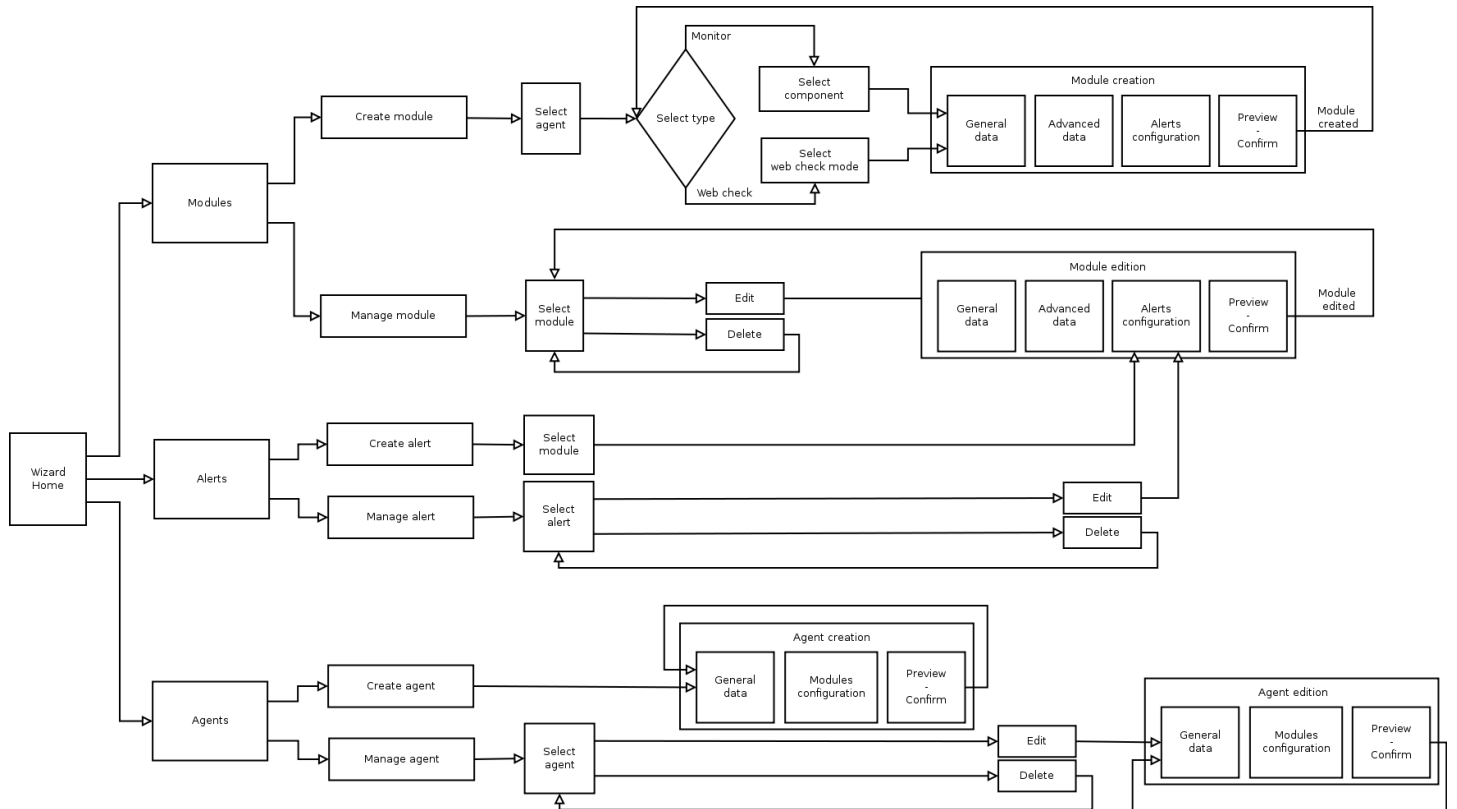 Monitor
Select
component
Module creation
Create module
Select
agent
Select type
General
data
Advanced
data
Alerts
configuration
Preview
-
Confirm
Module
created
Select
web check mode
Web check
Modules
Module edition
Manage module
Select
module
Edit
Delete
General
data
Advanced
data
Alerts
configuration
Preview
-
Confirm
Module
edited
Wizard
Home
Alerts
Create alert
Select
module
Manage alert
Select
alert
Edit
Delete
Agent creation
Create agent
General
data
Modules
configuration
Preview
-
Confirm
Agents
Manage agent
Select
agent
Edit
Delete
Agent edition
General
data
Modules
configuration
Preview
-
Confirm